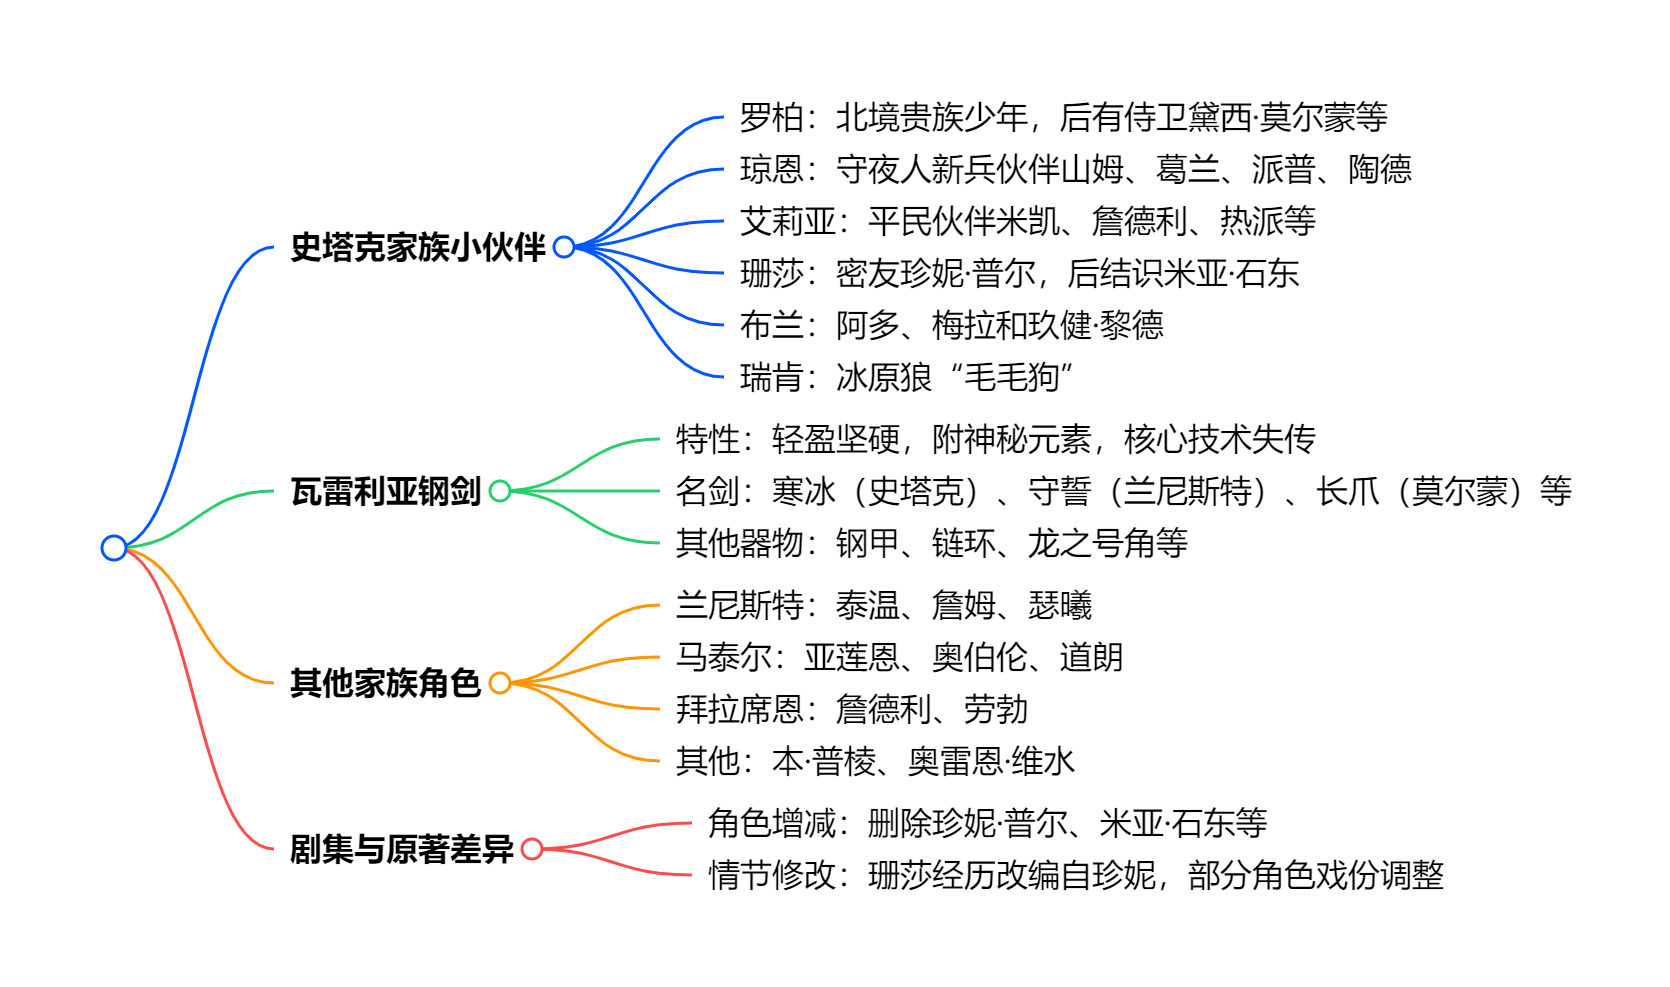 史塔克家族小伙伴
罗柏：北境贵族少年，后有侍卫黛西·莫尔蒙等
琼恩：守夜人新兵伙伴山姆、葛兰、派普、陶德
艾莉亚：平民伙伴米凯、詹德利、热派等
珊莎：密友珍妮·普尔，后结识米亚·石东
布兰：阿多、梅拉和玖健·黎德
瑞肯：冰原狼“毛毛狗”
瓦雷利亚钢剑
特性：轻盈坚硬，附神秘元素，核心技术失传
名剑：寒冰（史塔克）、守誓（兰尼斯特）、长爪（莫尔蒙）等
其他器物：钢甲、链环、龙之号角等
其他家族角色
兰尼斯特：泰温、詹姆、瑟曦
马泰尔：亚莲恩、奥伯伦、道朗
拜拉席恩：詹德利、劳勃
其他：本·普棱、奥雷恩·维水
剧集与原著差异
角色增减：删除珍妮·普尔、米亚·石东等
情节修改：珊莎经历改编自珍妮，部分角色戏份调整